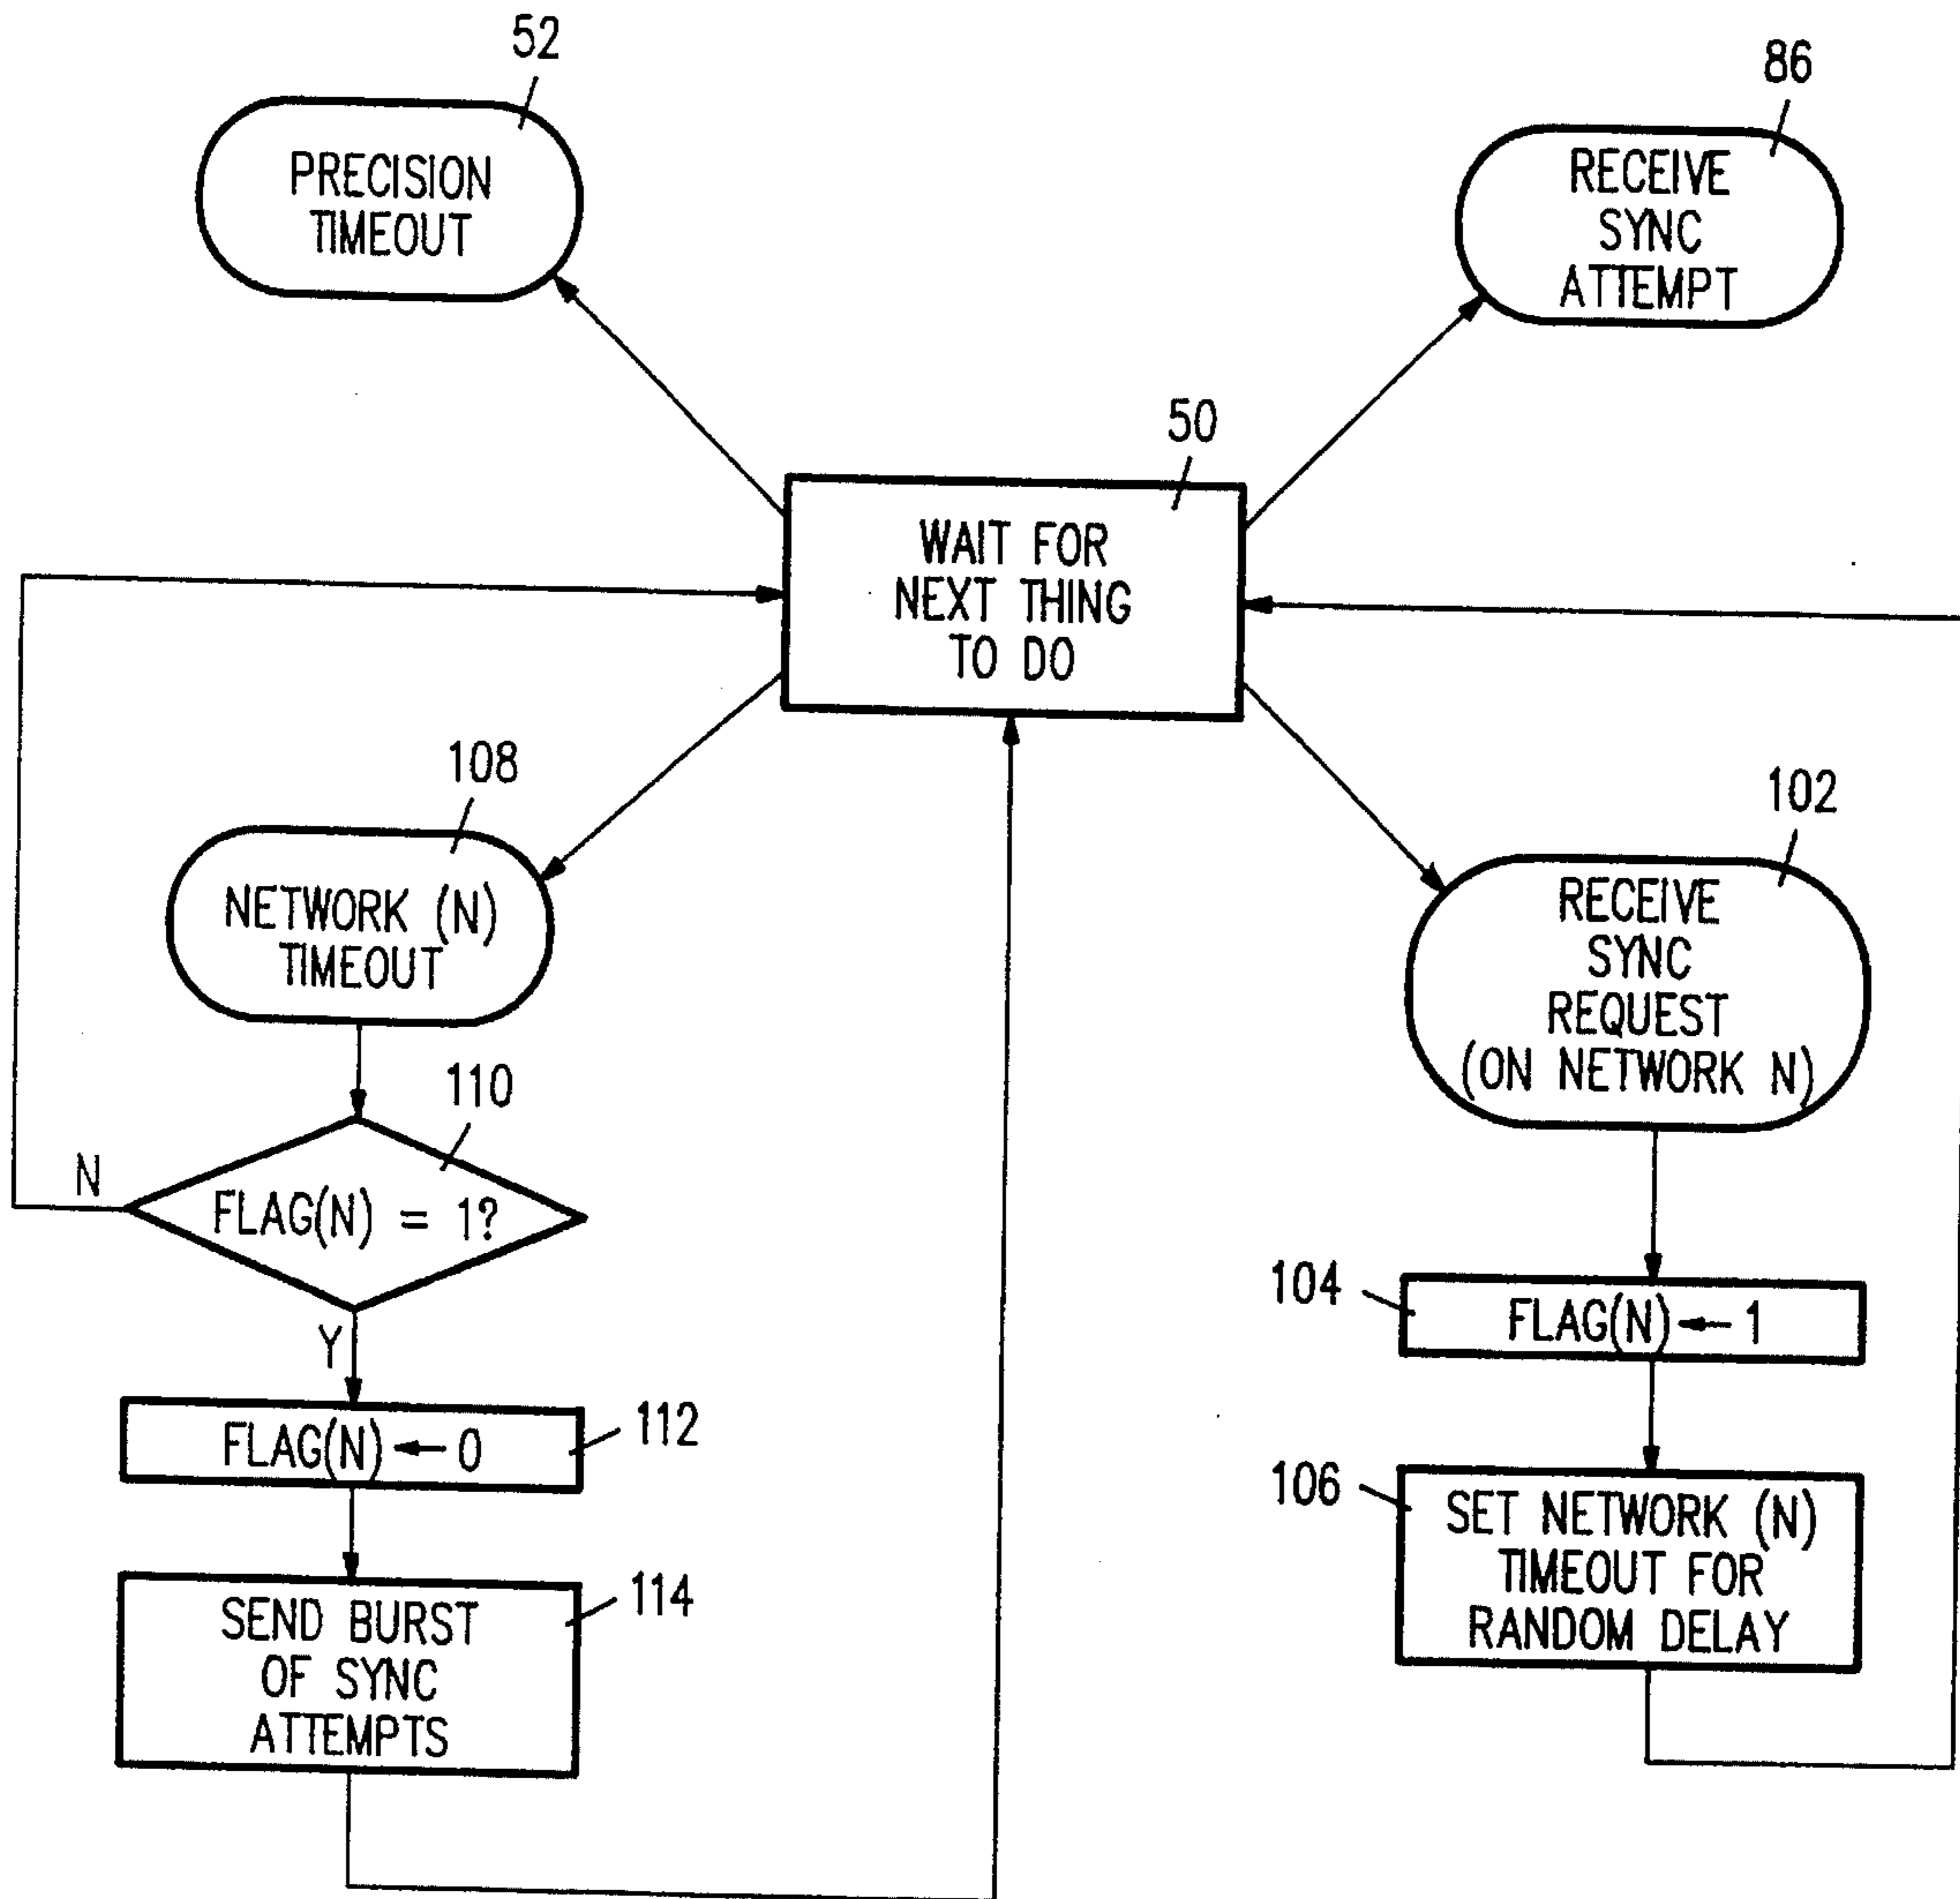 52
PRECISION
TIMEOUT
86
RECEIVE
SYNC
ATTEMPT
50
WAIT FOR
NEXT THING
TO DO
108
NETWORK (N)
TIMEOUT
102
RECEIVE
SYNC
REQUEST
(ON NETWORK N)
110
N
FLAG(N) = 1?
Y
104
FLAG(N) ← 1
112
FLAG(N) ← 0
106
SET NETWORK (N)
TIMEOUT FOR
RANDOM DELAY
114
SEND BURST
OF SYNC
ATTEMPTS